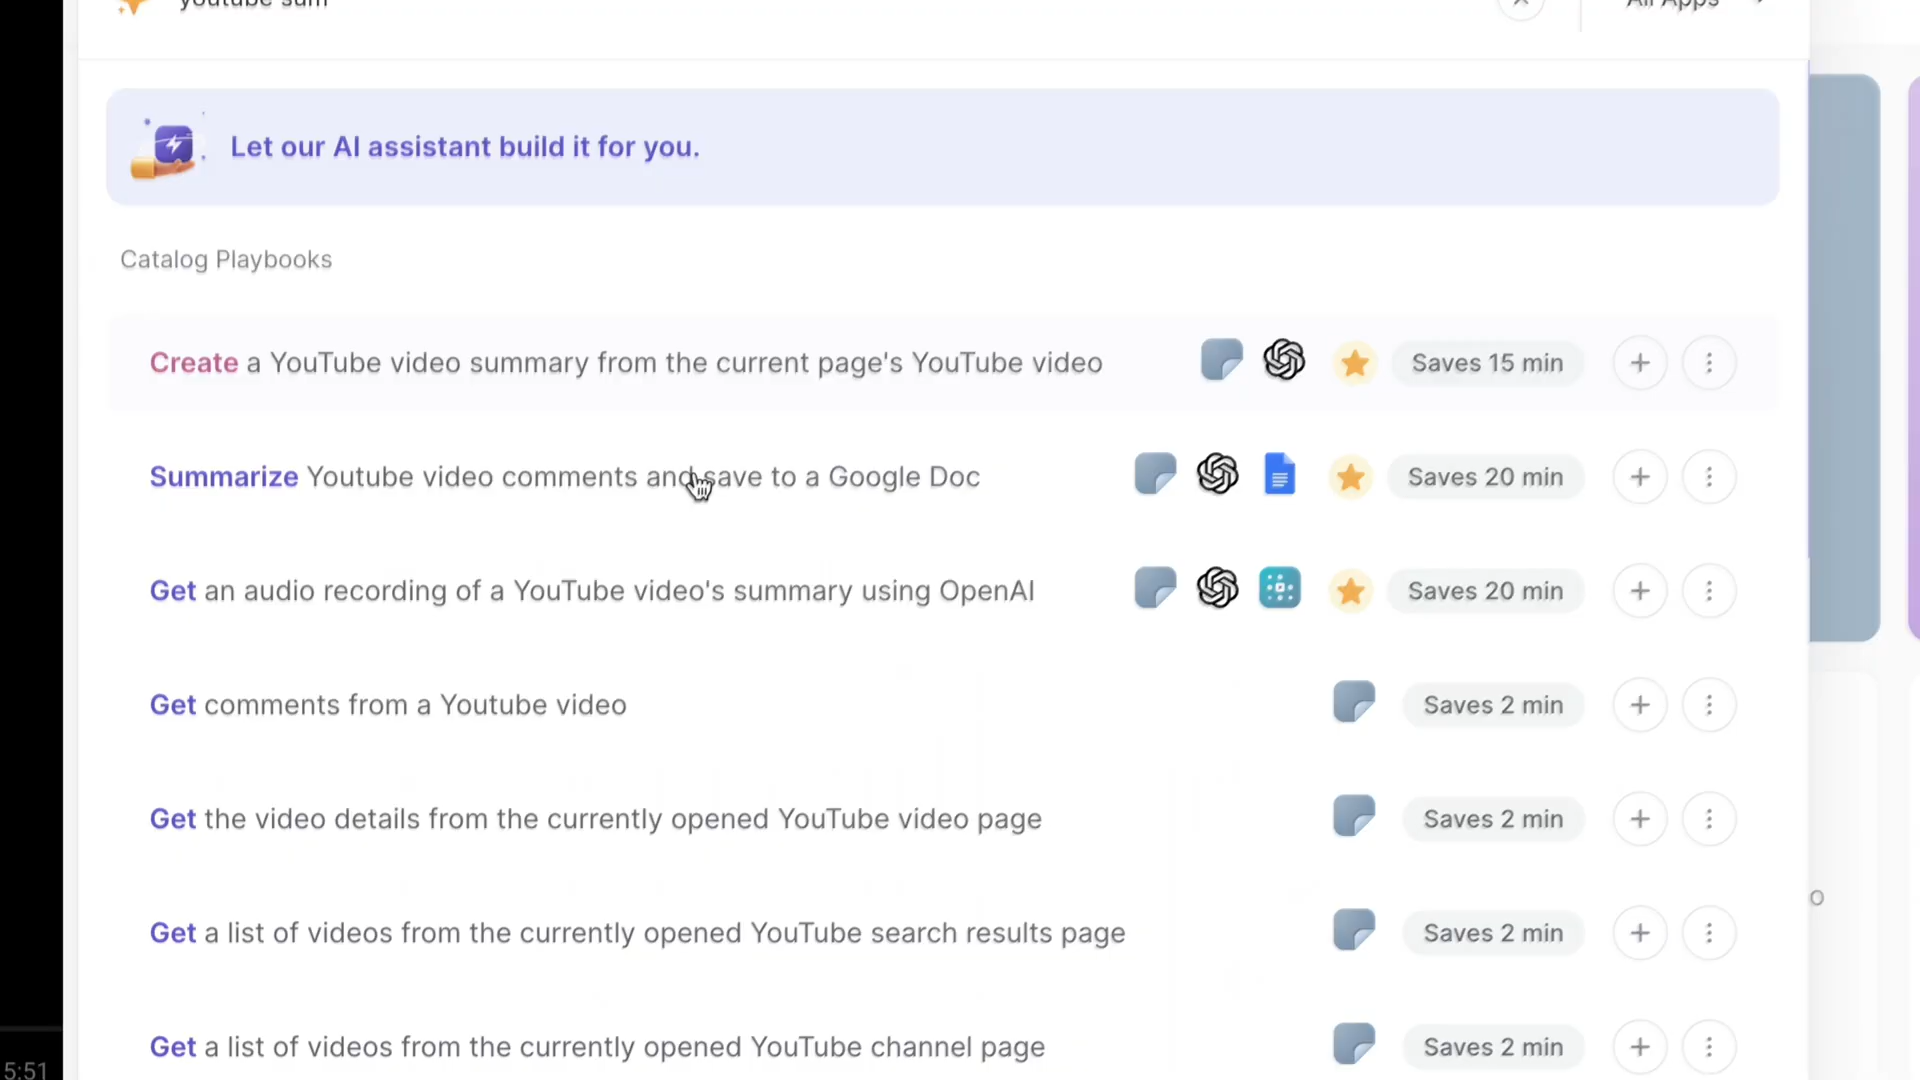 youtube sum
All Apps
Let our AI assistant build it for you.
Catalog Playbooks
Create a YouTube video summary from the current page's YouTube video
Saves 15 min
Summarize Youtube video comments and save to a Google Doc
Saves 20 min
Get an audio recording of a YouTube video's summary using OpenAI
Saves 20 min
Get comments from a Youtube video
Saves 2 min
Get the video details from the currently opened YouTube video page
Saves 2 min
Get a list of videos from the currently opened YouTube search results page
Saves 2 min
Get a list of videos from the currently opened YouTube channel page
Saves 2 min
o
5:51